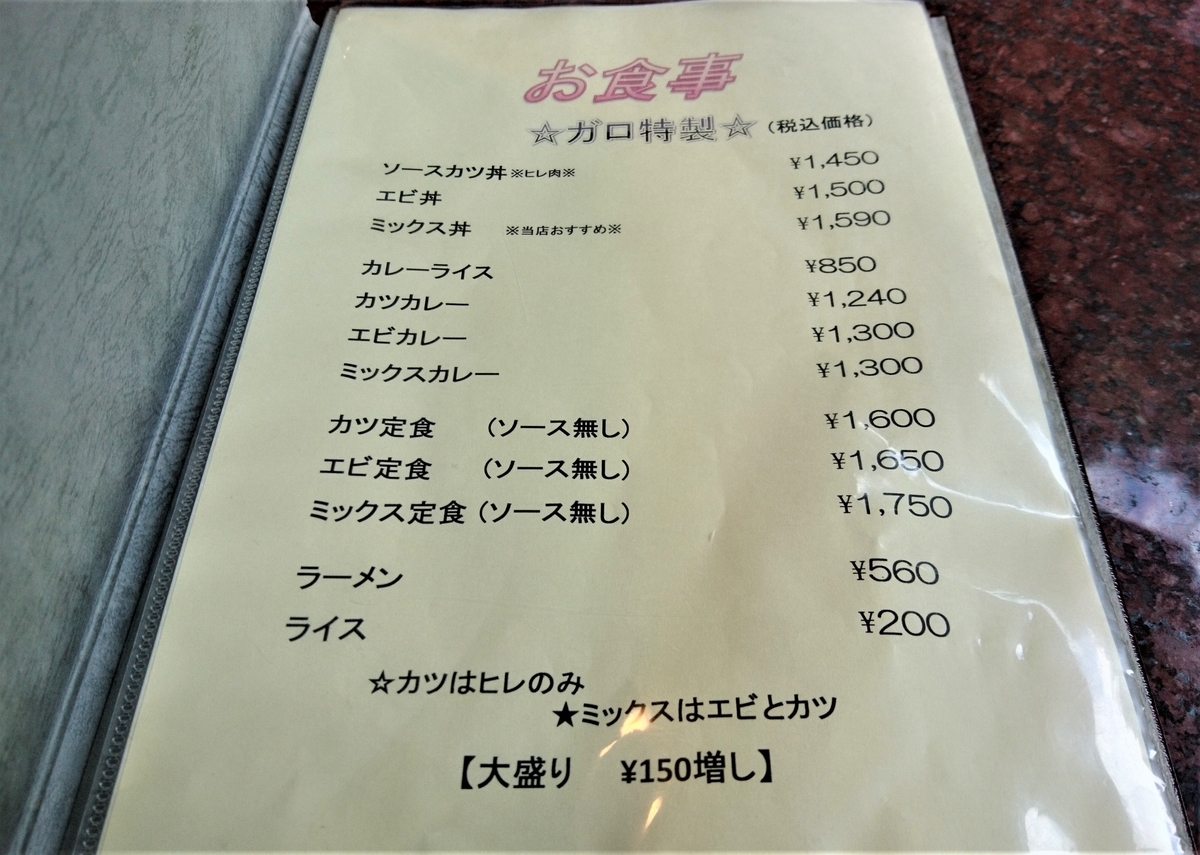 お食事
☆ガロ特製☆（税込価格）
ソースカツ丼※ヒレ肉※ ¥1,450
エビ丼 ¥1,500
ミックス丼 ※当店おすすめ※ ¥1,590
カレーライス ¥850
カツカレー ¥1,240
エビカレー ¥1,300
ミックスカレー ¥1,300
カツ定食 （ソース無し） ¥1,600
エビ定食 （ソース無し） ¥1,650
ミックス定食（ソース無し） ¥1,750
ラーメン ¥560
ライス ¥200
☆カツはヒレのみ
★ミックスはエビとカツ
【大盛り ¥150増し】